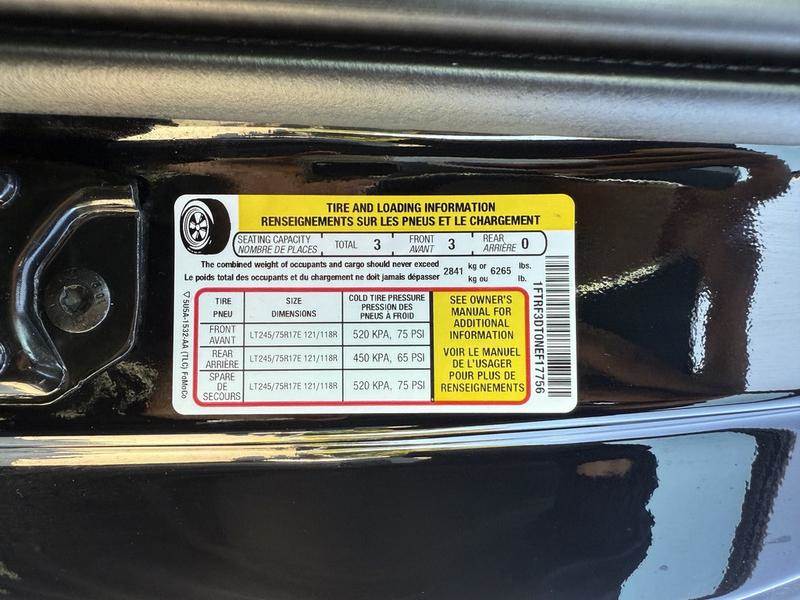 TIRE AND LOADING INFORMATION
RENSEIGNEMENTS SUR LES PNEUS ET LE CHARGEMENT
SEATING CAPACITY TOTAL 3 FRONT 3 REAR 0
NOMBRE DE PLACES AVANT ARRIÈRE
The combined weight of occupants and cargo should never exceed 2841 kg or 6265 lbs.
Le poids total des occupants et du chargement ne doit jamais dépasser kg ou lb.
TIRE SIZE COLD TIRE PRESSURE
PNEU DIMENSIONS PRESSION DES
PNEUS À FROID
FRONT
AVANT LT245/75R17E 121/118R 520 KPA, 75 PSI
REAR
ARRIÈRE LT245/75R17E 121/118R 450 KPA, 65 PSI
SPARE
DE
SECOURS LT245/75R17E 121/118R 520 KPA, 75 PSI
SEE OWNER'S
MANUAL FOR
ADDITIONAL
INFORMATION
VOIR LE MANUEL
DE L'USAGER
POUR PLUS DE
RENSEIGNEMENTS
1FTRF3DT0NEF17756
5U5A-1532-AA (TLC) FoMoCo